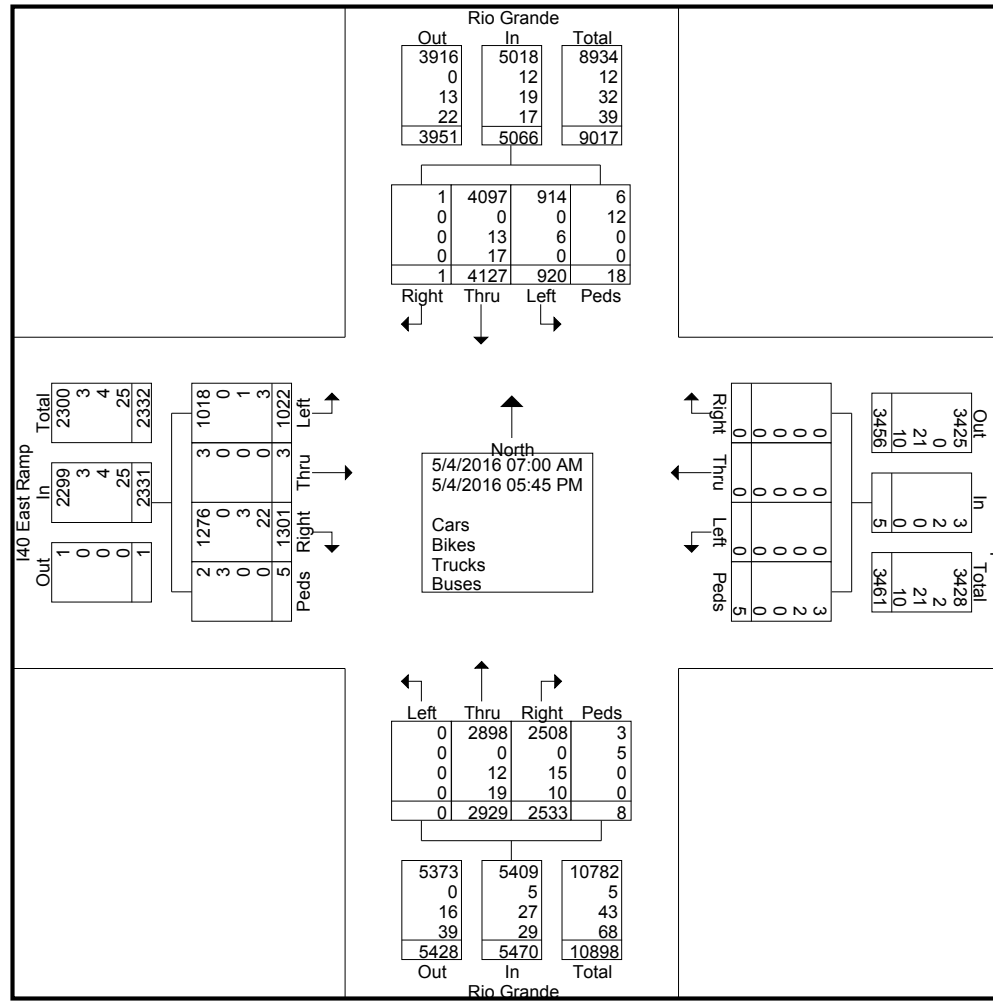 Rio Grande
Out In Total
3916 5018 8934
0 12 12
13 19 32
22 17 39
3951 5066 9017
1 4097 914 6
0 0 0 12
0 13 6 0
0 17 0 0
1 4127 920 18
Right Thru Left Peds
I40 East Ramp
Total
2300 3 4 25 2332
In
2299 3 4 25 2331
Out
1 0 0 0 1
1018 0 1 3 1022
Left
3 0 0 0 3
Thru
1276 0 3 22 1301
Right
2 3 0 0 5
Peds
North
5/4/2016 07:00 AM
5/4/2016 05:45 PM
Cars
Bikes
Trucks
Buses
Right
0 0 0 0 0
Thru
0 0 0 0 0
Left
0 0 0 0 0
Peds
3 2 0 0 5
Out
3425 0 21 10 3456
In
3 2 0 0 5
Total
3428 2 21 10 3461
Left Thru Right Peds
0 2898 2508 3
0 0 0 5
0 12 15 0
0 19 10 0
0 2929 2533 8
5373 5409 10782
0 5 5
16 27 43
39 29 68
5428 5470 10898
Out In Total
Rio Grande